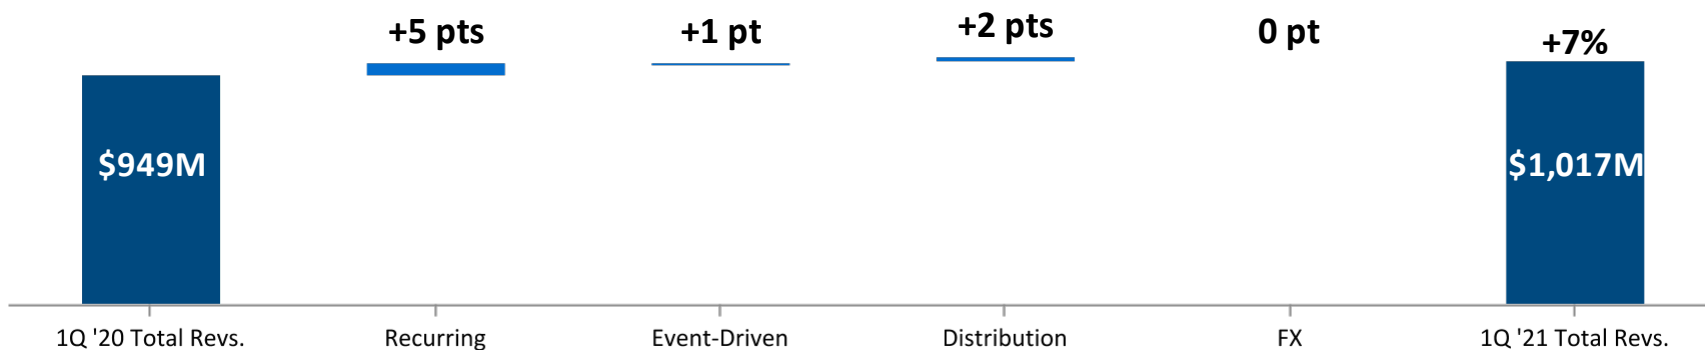 +5 pts
+1 pt
+2 pts
0 pt
+7%
$949M
$1,017M
1Q '20 Total Revs.
Recurring
Event-Driven
Distribution
FX
1Q '21 Total Revs.